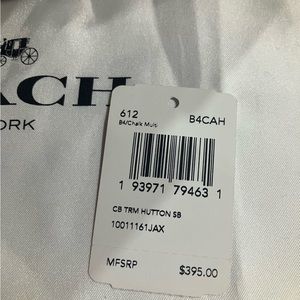 ACH
ORK
612
B4CAH
B4/Chalk Multi
1 93971 79463 1
CB TRM HUTTON SB
10011161JAX
MFSRP
$395.00